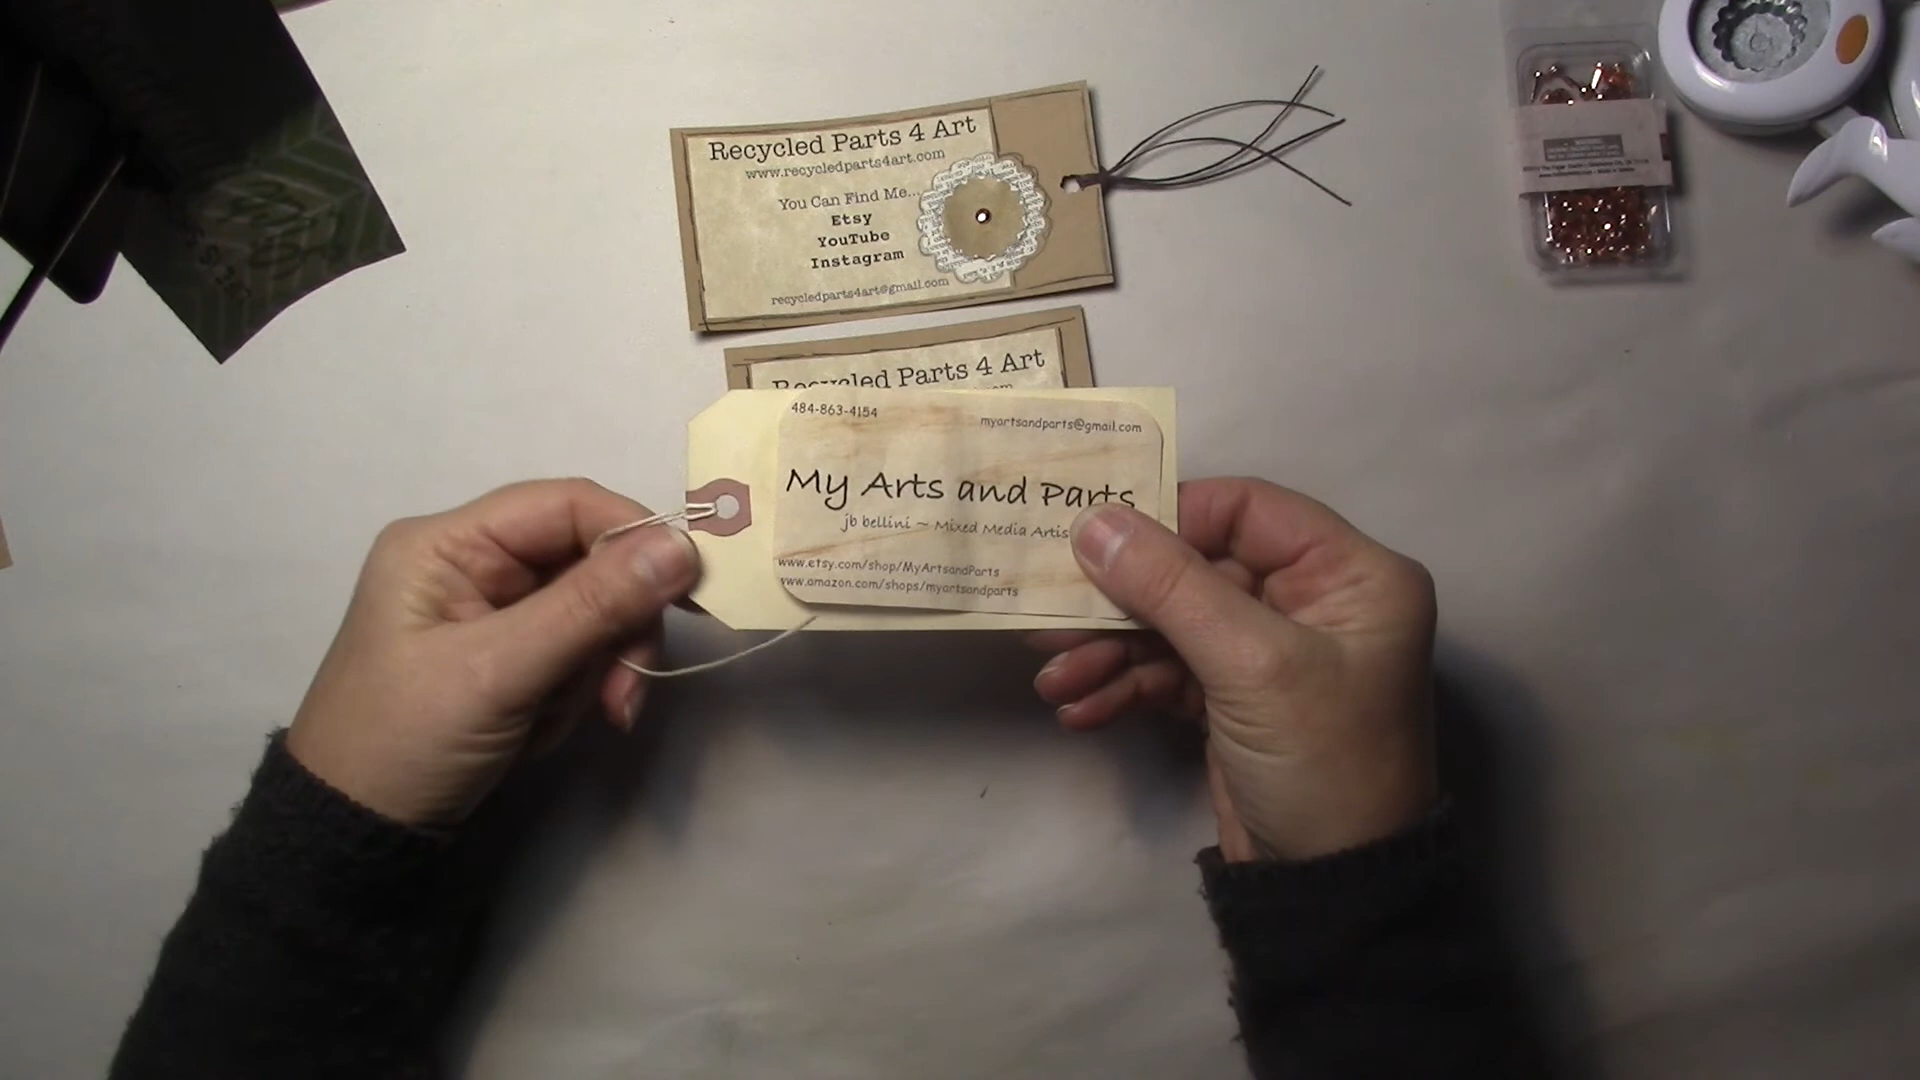 Recycled Parts 4 Art
www.recycledparts4art.com
You Can Find Me...
Etsy
YouTube
Instagram
recycledparts4art@gmail.com
Recycled Parts 4 Art
484-863-4154
myartsandparts@gmail.com
My Arts and Parts
jb bellini ~ Mixed Media Artis
www.etsy.com/shop/MyArtsandParts
www.amazon.com/shops/myartsandparts